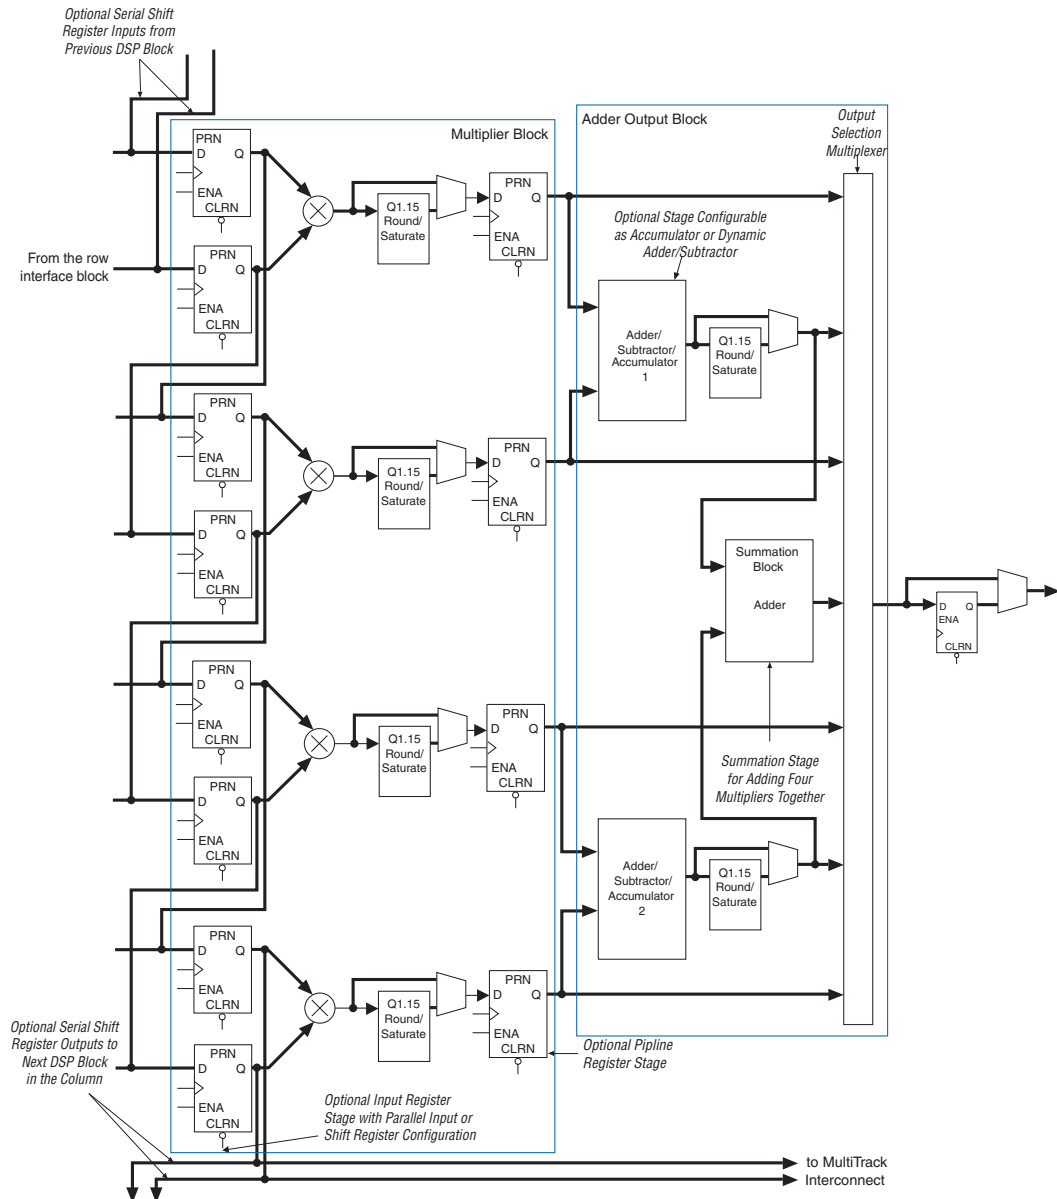 Optional Serial Shift
Register Inputs from
Previous DSP Block
Multiplier Block
Adder Output Block
Output
Selection
Multiplexer
PRN
D Q
ENA
CLRN
Q1.15
Round/
Saturate
PRN
D
Q
ENA
CLRN
Optional Stage Configurable
as Accumulator or Dynamic
Adder/Subtractor
From the row
interface block
PRN
D Q
ENA
CLRN
Adder/
Subtractor/
Accumulator
1
Q1.15
Round/
Saturate
PRN
D Q
ENA
CLRN
Q1.15
Round/
Saturate
PRN
D
Q
ENA
CLRN
PRN
D Q
ENA
CLRN
Summation
Block
Adder
D Q
ENA
CLRN
PRN
D Q
ENA
CLRN
Q1.15
Round/
Saturate
PRN
D
Q
ENA
CLRN
Summation Stage
for Adding Four
Multipliers Together
PRN
D Q
ENA
CLRN
Adder/
Subtractor/
Accumulator
2
Q1.15
Round/
Saturate
PRN
D Q
ENA
CLRN
Q1.15
Round/
Saturate
PRN
D
Q
ENA
CLRN
Optional Serial Shift
Register Outputs to
Next DSP Block
in the Column
PRN
D Q
ENA
CLRN
Optional Pipline
Register Stage
Optional Input Register
Stage with Parallel Input or
Shift Register Configuration
to MultiTrack
Interconnect